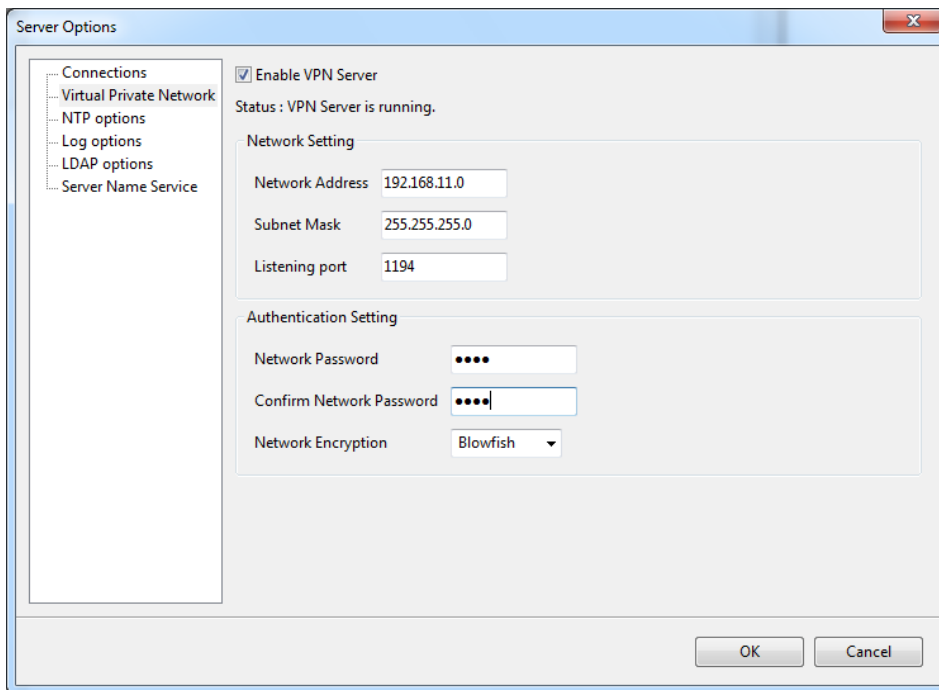 Server Options
Connections
Virtual Private Network
NTP options
Log options
LDAP options
Server Name Service
Enable VPN Server
Status : VPN Server is running.
Network Setting
Network Address 192.168.11.0
Subnet Mask 255.255.255.0
Listening port 1194
Authentication Setting
Network Password ••••
Confirm Network Password ••••
Network Encryption Blowfish
OK Cancel